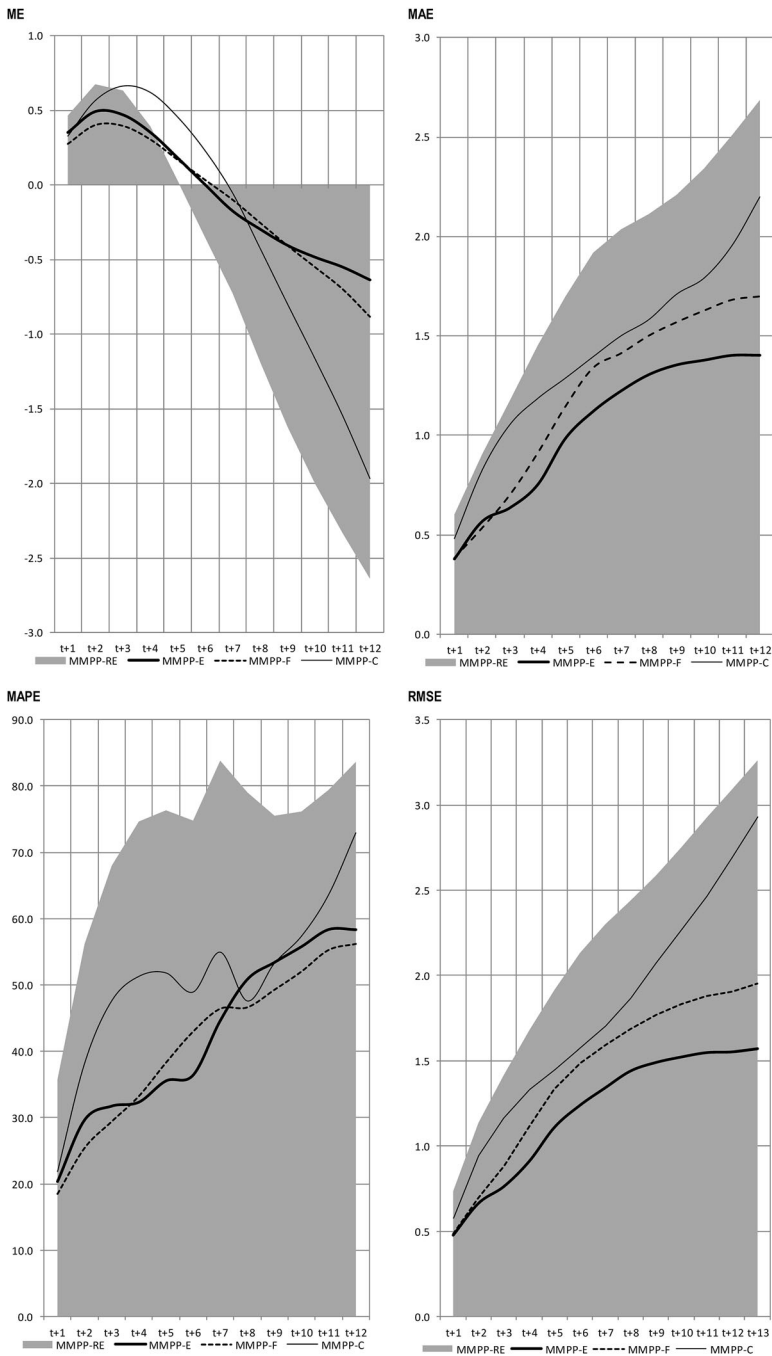 ME
1.0
0.5
0.0
-0.5
-1.0
-1.5
-2.0
-2.5
-3.0
t+1 t+2 t+3 t+4 t+5 t+6 t+7 t+8 t+9 t+10 t+11 t+12
MMPP-RE MMPP-E MMPP-F MMPP-C
MAE
3.0
2.5
2.0
1.5
1.0
0.5
0.0
t+1 t+2 t+3 t+4 t+5 t+6 t+7 t+8 t+9 t+10 t+11 t+12
MMPP-RE MMPP-E MMPP-F MMPP-C
MAPE
90.0
80.0
70.0
60.0
50.0
40.0
30.0
20.0
10.0
0.0
t+1 t+2 t+3 t+4 t+5 t+6 t+7 t+8 t+9 t+10 t+11 t+12
MMPP-RE MMPP-E MMPP-F MMPP-C
RMSE
3.5
3.0
2.5
2.0
1.5
1.0
0.5
0.0
t+1 t+2 t+3 t+4 t+5 t+6 t+7 t+8 t+9 t+10 t+11 t+12 t+13
MMPP-RE MMPP-E MMPP-F MMPP-C